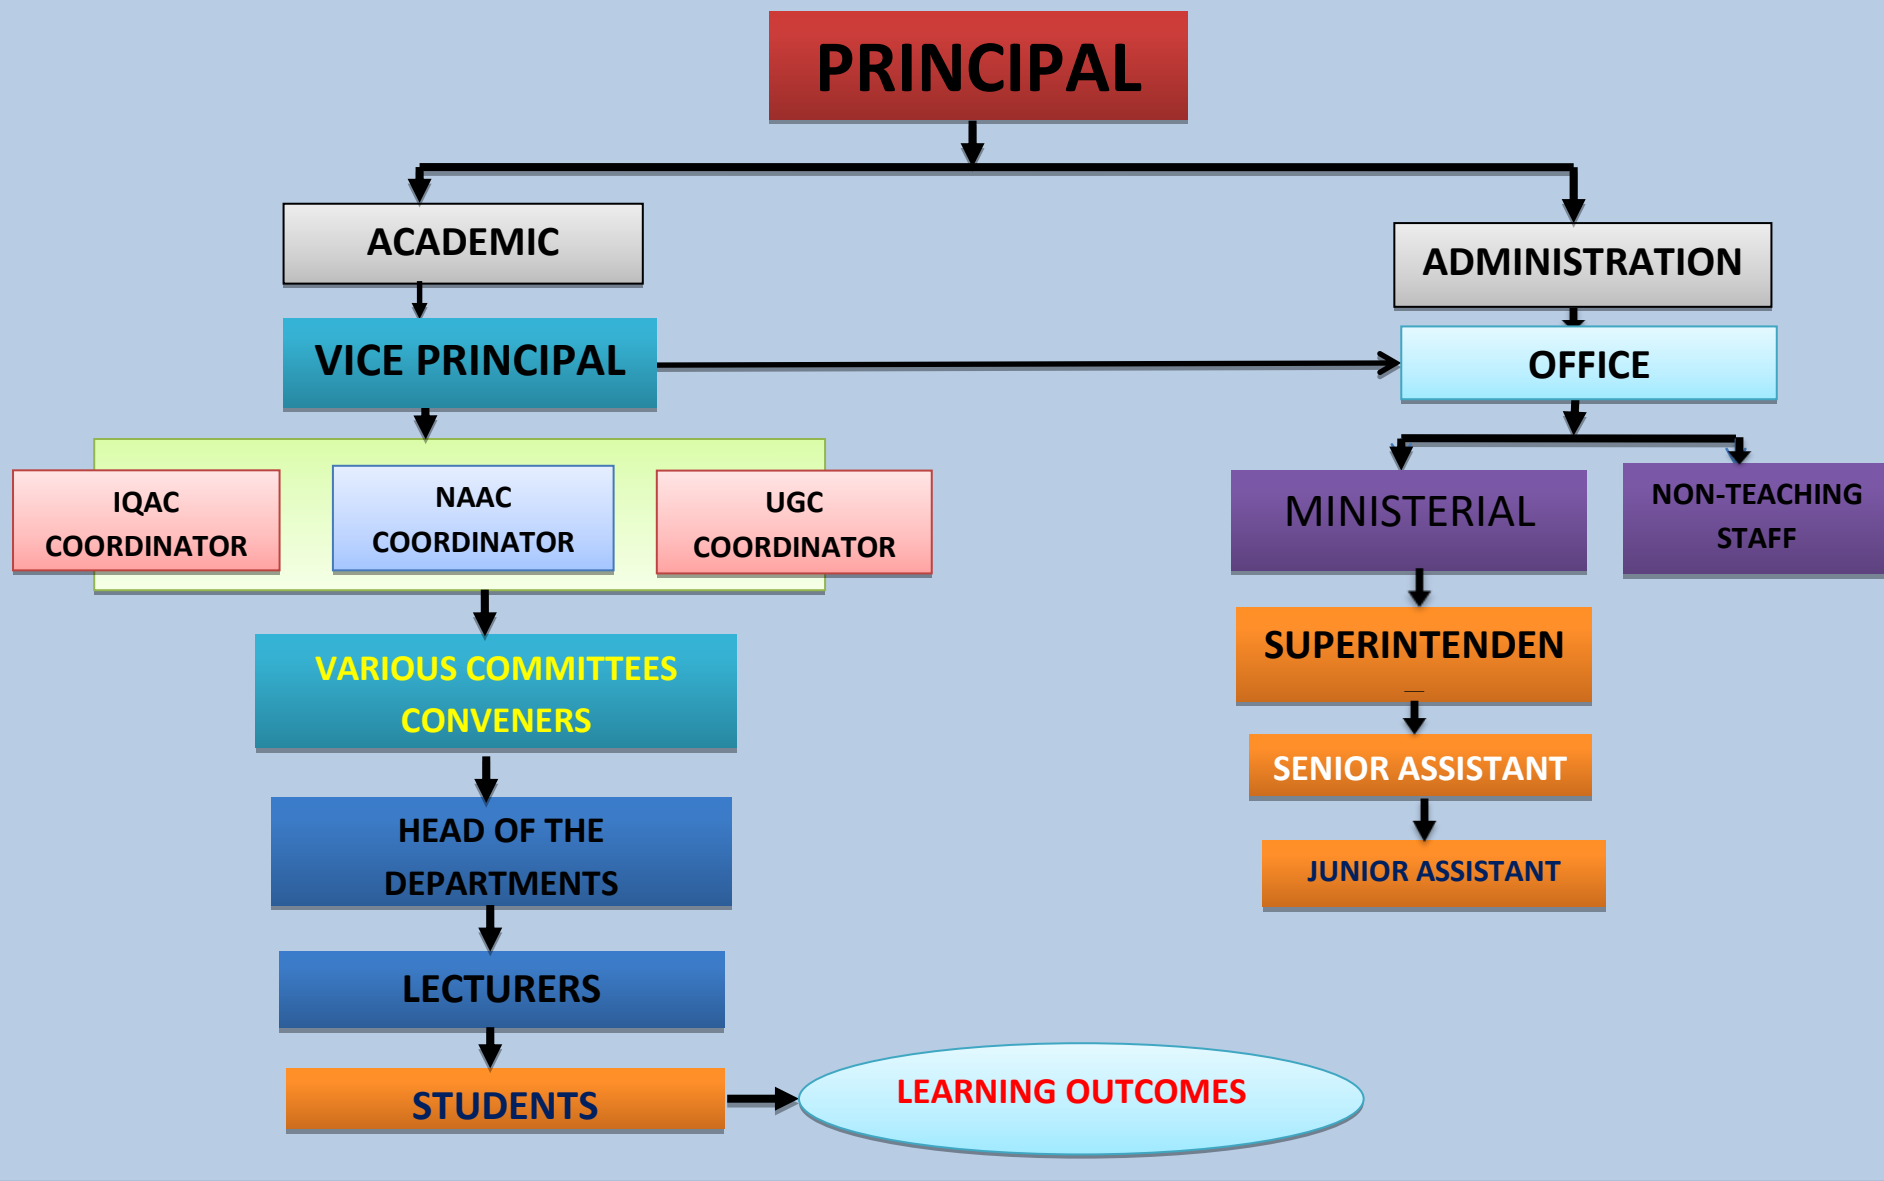 PRINCIPAL
ACADEMIC
ADMINISTRATION
VICE PRINCIPAL
OFFICE
IQAC
COORDINATOR
NAAC
COORDINATOR
UGC
COORDINATOR
MINISTERIAL
NON-TEACHING
STAFF
VARIOUS COMMITTEES
CONVENERS
SUPERINTENDEN
SENIOR ASSISTANT
HEAD OF THE
DEPARTMENTS
JUNIOR ASSISTANT
LECTURERS
STUDENTS
LEARNING OUTCOMES